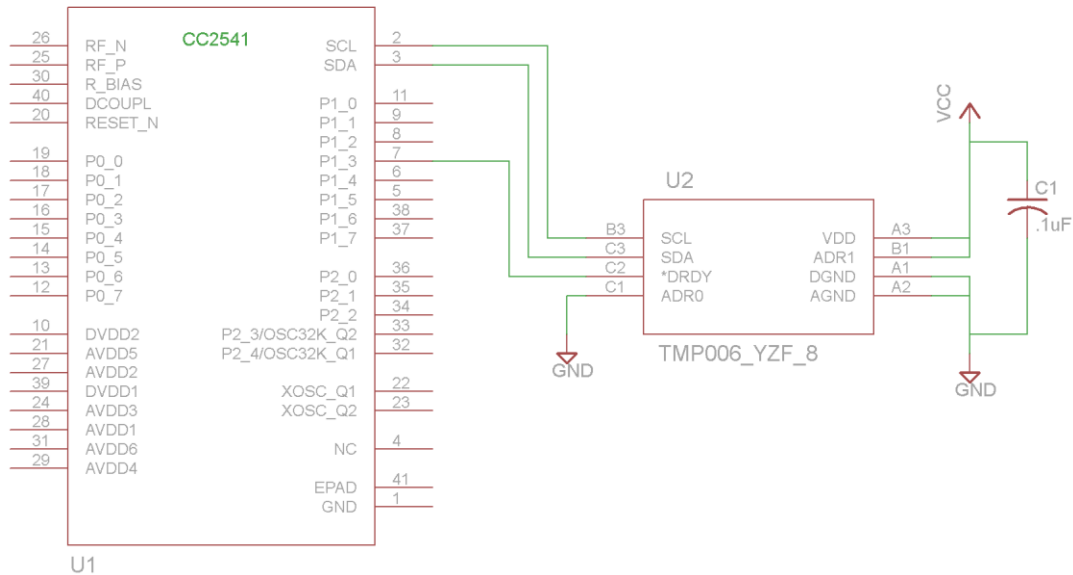 CC2541
26 RF_N
25 RF_P
30 R_BIAS
40 DCOUPL
20 RESET_N
19 P0_0
18 P0_1
17 P0_2
16 P0_3
15 P0_4
14 P0_5
13 P0_6
12 P0_7
10 DVDD2
21 AVDD5
27 AVDD2
39 DVDD1
24 AVDD3
28 AVDD1
31 AVDD6
29 AVDD4
SCL 2
SDA 3
P1_0 11
P1_1 9
P1_2 8
P1_3 7
P1_4 6
P1_5 5
P1_6 38
P1_7 37
P2_0 36
P2_1 35
P2_2 34
P2_3/OSC32K_Q2 33
P2_4/OSC32K_Q1 32
XOSC_Q1 22
XOSC_Q2 23
NC 4
EPAD 41
GND 1
U1
U2
B3 SCL
C3 SDA
C2 *DRDY
C1 ADR0
VDD A3
ADR1 B1
DGND A1
AGND A2
TMP006_YZF_8
GND
VCC
C1
.1uF
GND